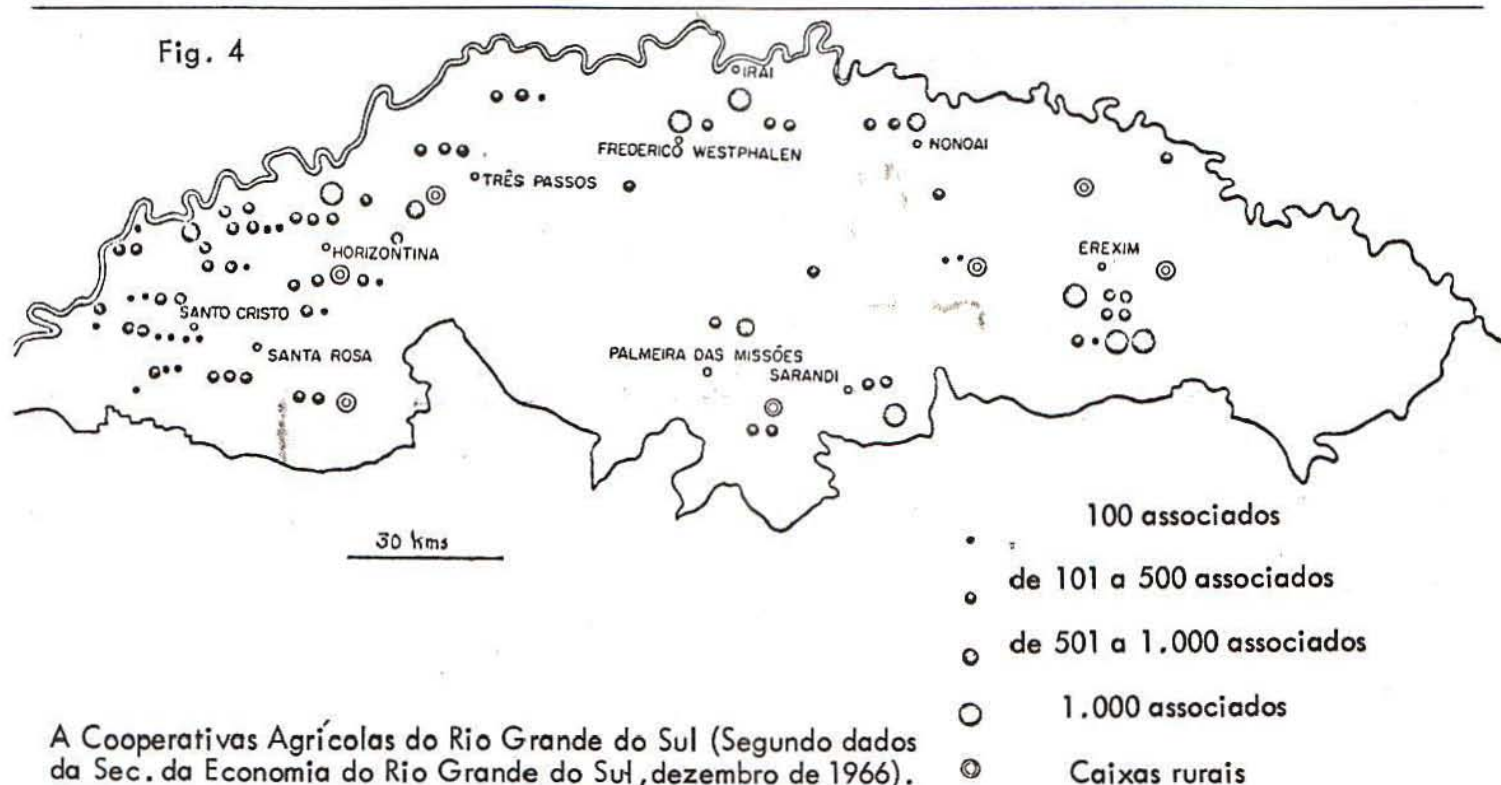 Fig. 4
IRAI
FREDERICO WESTPHALEN
NONOAI
TRÊS PASSOS
HORIZONTINA
EREXIM
SANTO CRISTO
SANTA ROSA
PALMEIRA DAS MISSÓES
SARANDI
30 kms
100 associados
de 101 a 500 associados
de 501 a 1.000 associados
1.000 associados
Caixas rurais
A Cooperativas Agrícolas do Rio Grande do Sul (Segundo dados
da Sec. da Economia do Rio Grande do Sul, dezembro de 1966).